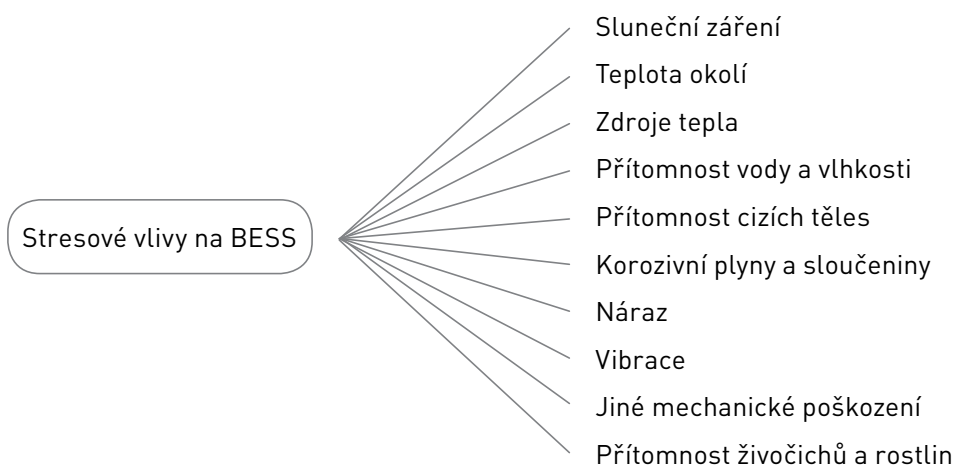 Stresové vlivy na BESS
Sluneční záření
Teplota okolí
Zdroje tepla
Přítomnost vody a vlhkosti
Přítomnost cizích těles
Korozivní plyny a sloučeniny
Náraz
Vibrace
Jiné mechanické poškození
Přítomnost živočichů a rostlin